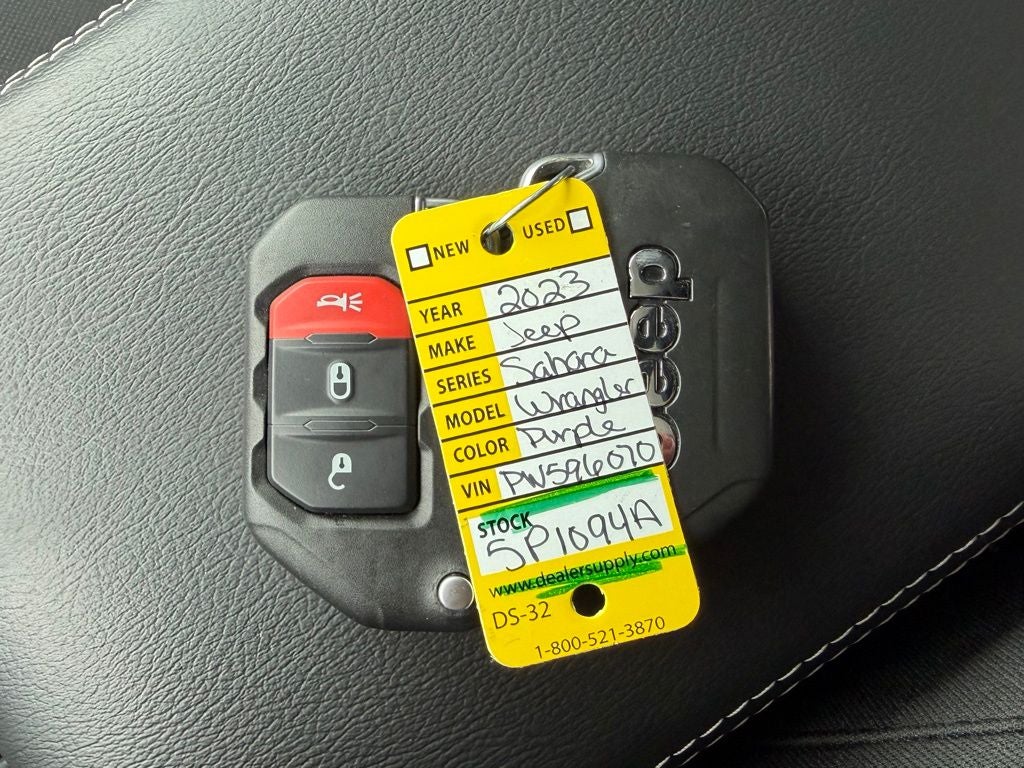 NEW USED
YEAR 2023
MAKE Jeep
SERIES Sahara
MODEL Wrangler
COLOR Purple
VIN PW596070
STOCK
5P1094A
www.dealersupply.com
DS-32
1-800-521-3870
Jeep